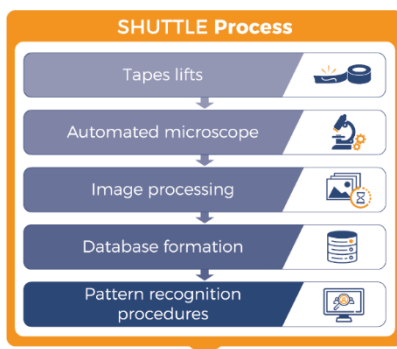 SHUTTLE Process
Tapes lifts
Automated microscope
Image processing
Database formation
Pattern recognition
procedures